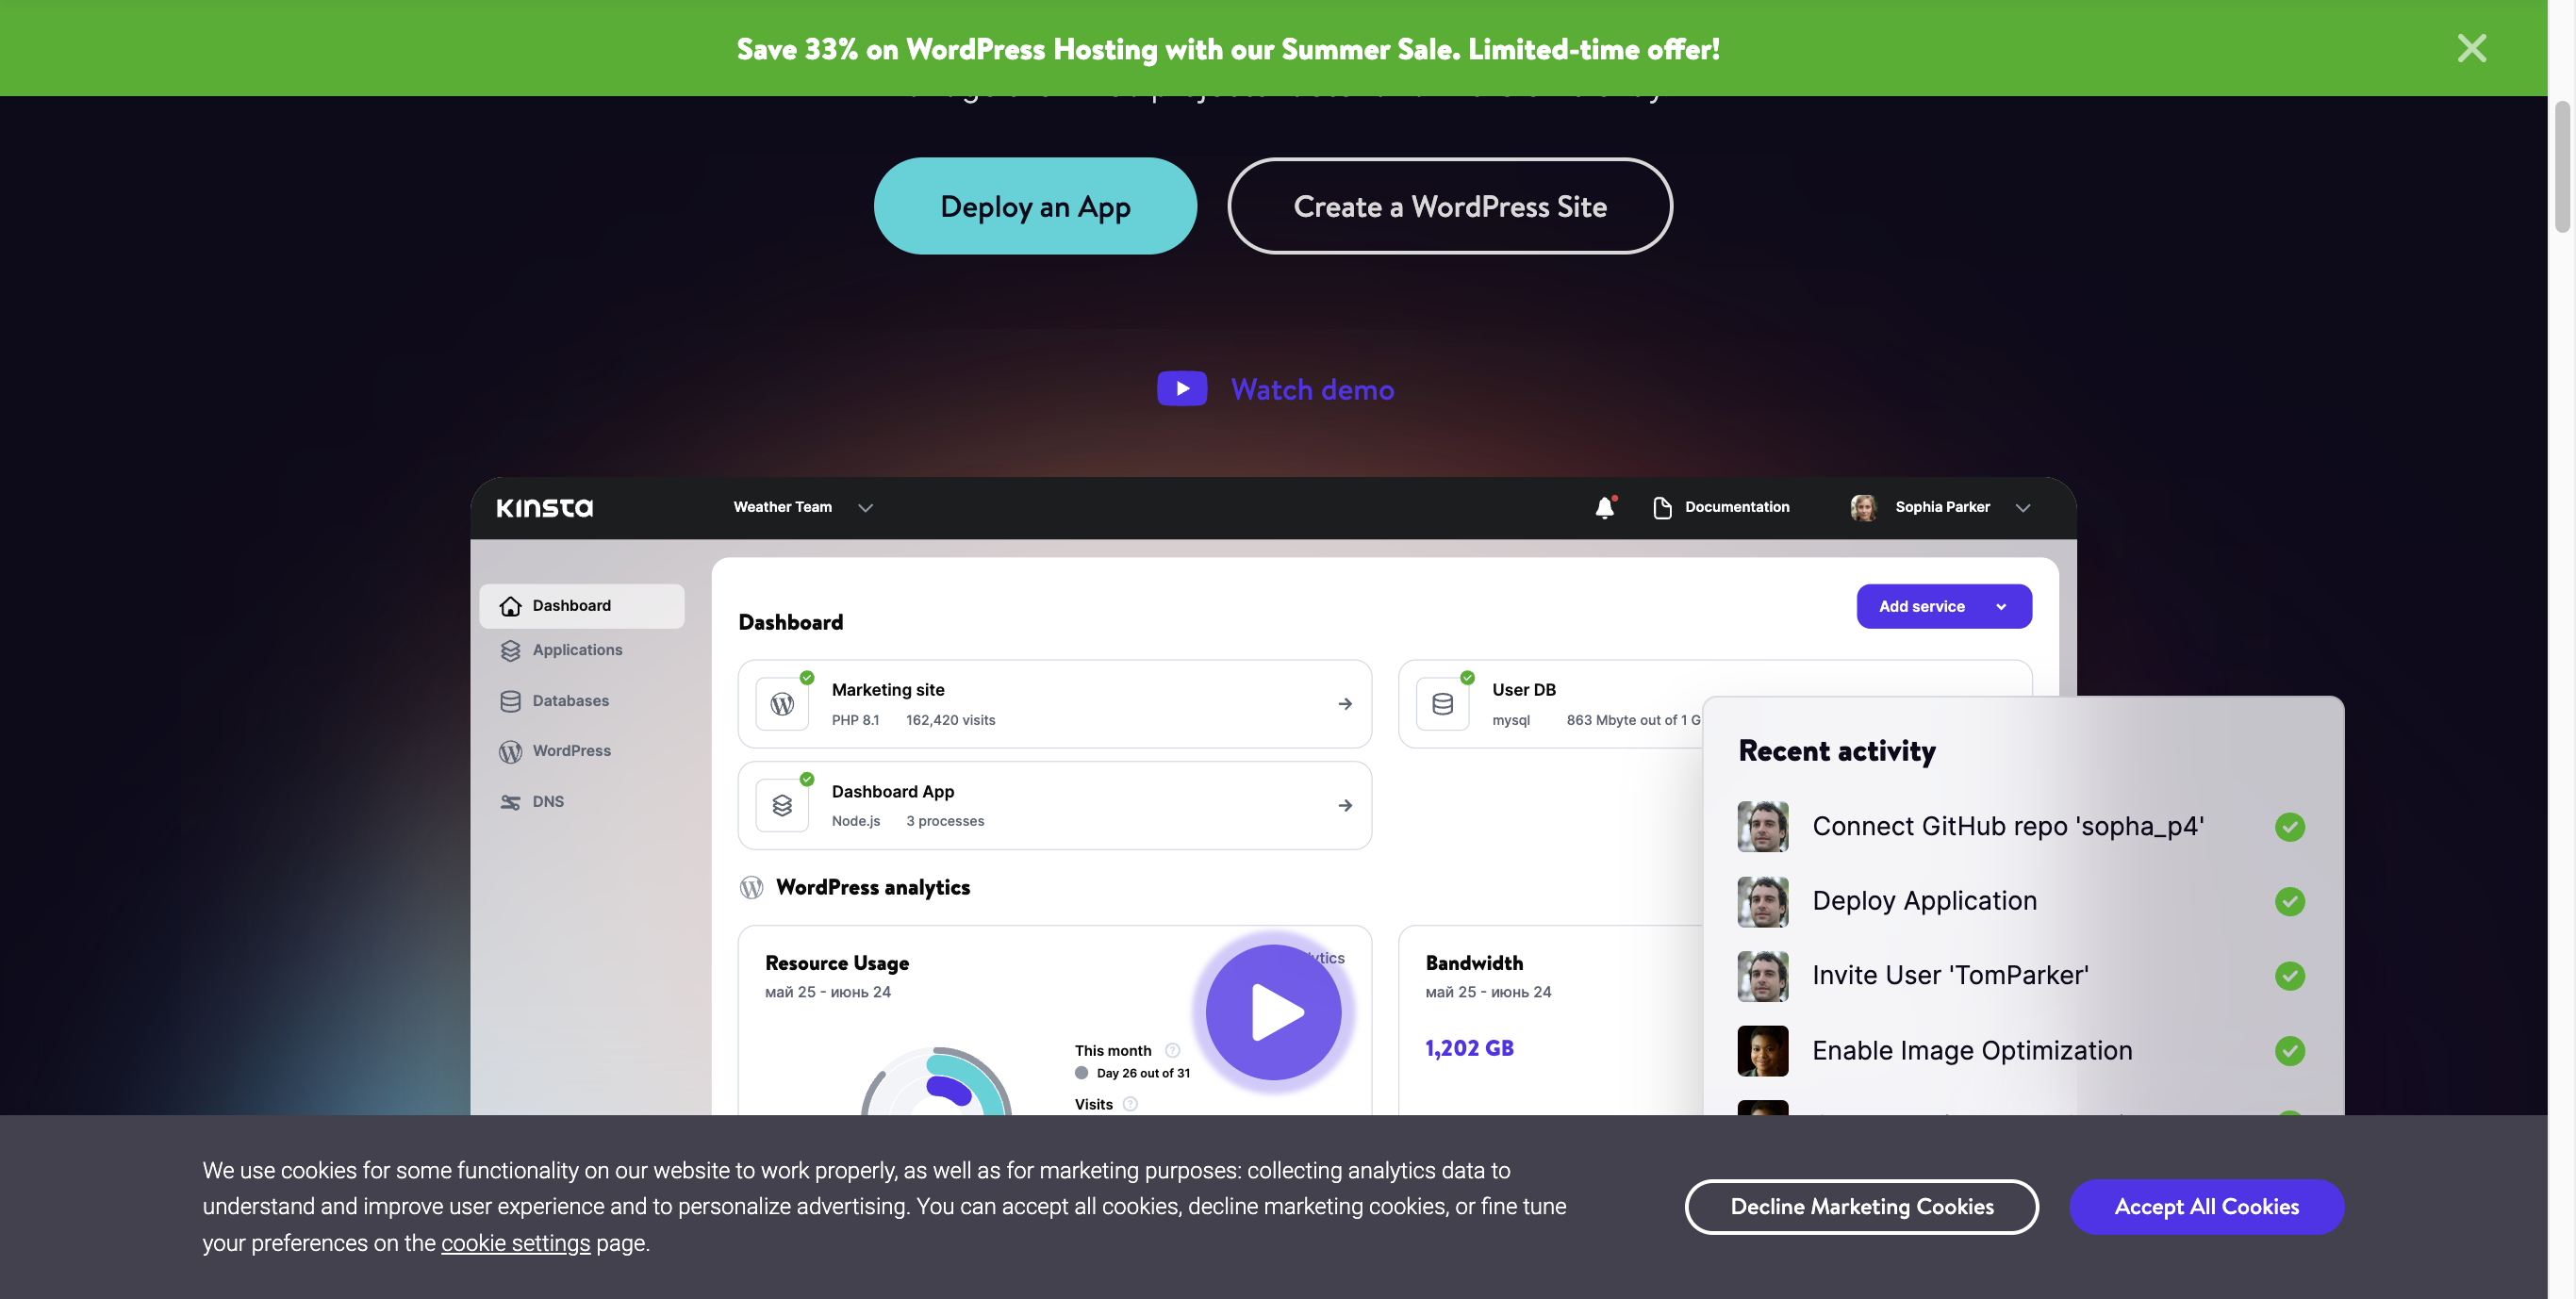 Save 33% on WordPress Hosting with our Summer Sale. Limited-time offer!
Deploy an App
Create a WordPress Site
Watch demo
Kinsta
Weather Team
Documentation
Sophia Parker
Dashboard
Applications
Databases
WordPress
DNS
Dashboard
Add service
Marketing site
PHP 8.1 162,420 visits
User DB
mysql 863 Mbyte out of 1 G
Dashboard App
Node.js 3 processes
WordPress analytics
Resource Usage
май 25 - июнь 24
This month
Day 26 out of 31
Visits
Bandwidth
май 25 - июнь 24
1,202 GB
Recent activity
Connect GitHub repo 'sopha_p4'
Deploy Application
Invite User 'TomParker'
Enable Image Optimization
We use cookies for some functionality on our website to work properly, as well as for marketing purposes: collecting analytics data to
understand and improve user experience and to personalize advertising. You can accept all cookies, decline marketing cookies, or fine tune
your preferences on the cookie settings page.
Decline Marketing Cookies
Accept All Cookies